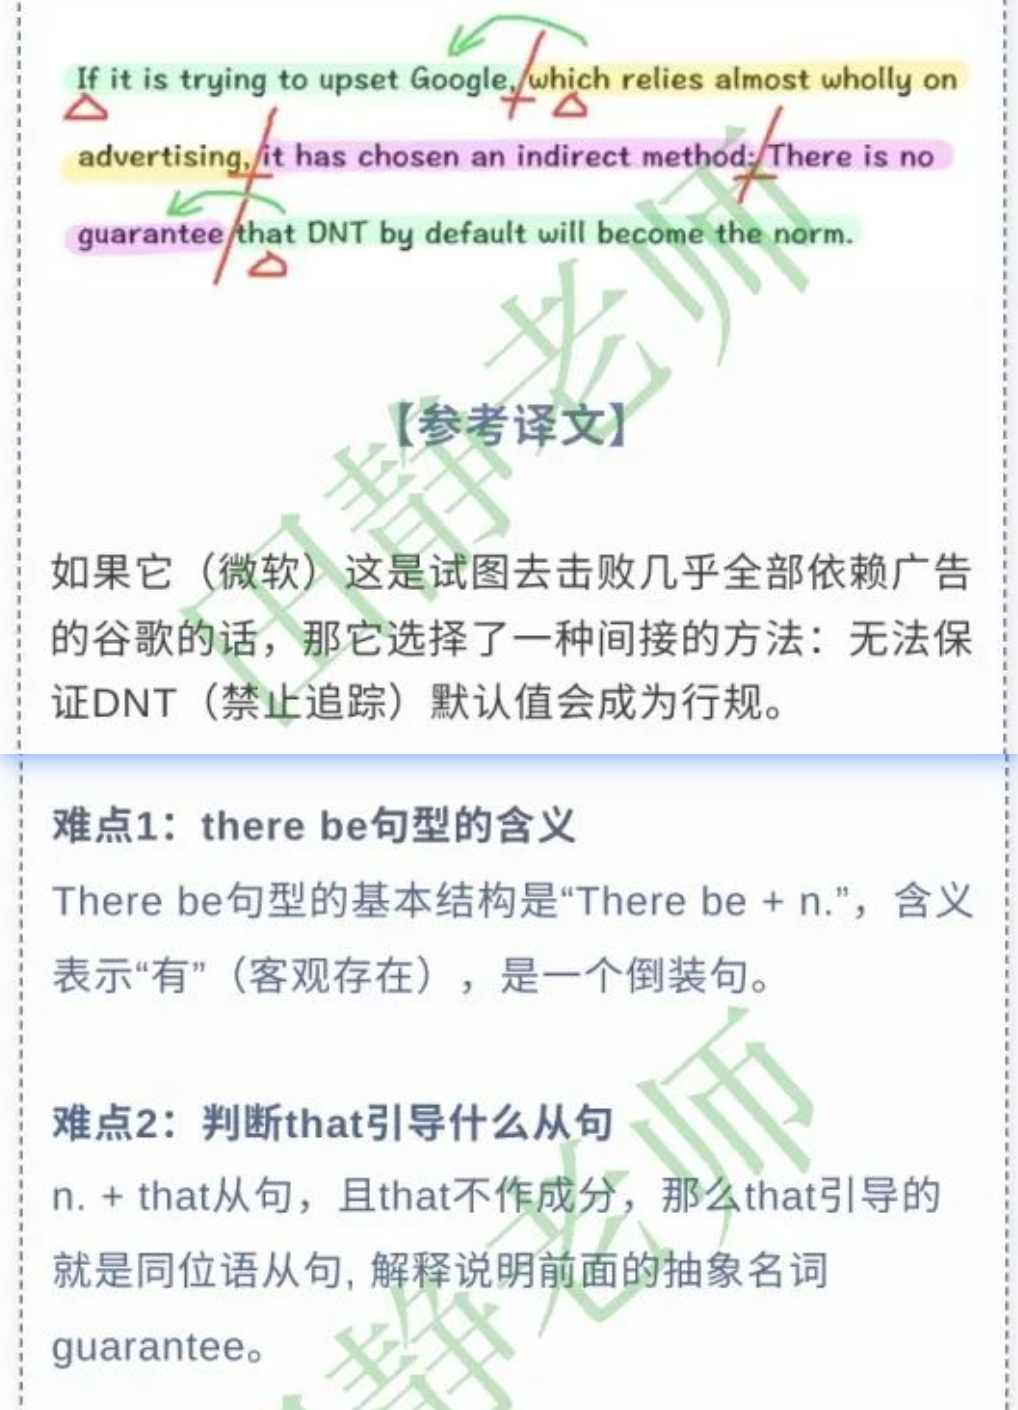 If it is trying to upset Google, which relies almost wholly on
advertising, it has chosen an indirect method: There is no
guarantee that DNT by default will become the norm.
【参考译文】
如果它（微软）这是试图去击败几乎全部依赖广告
的谷歌的话，那它选择了一种间接的方法：无法保
证DNT（禁止追踪）默认值会成为行规。
难点1：there be句型的含义
There be句型的基本结构是“There be + n.”，含义
表示“有”（客观存在），是一个倒装句。
难点2：判断that引导什么从句
n. + that从句，且that不作成分，那么that引导的
就是同位语从句, 解释说明前面的抽象名词
guarantee。
田静老师
田静老师